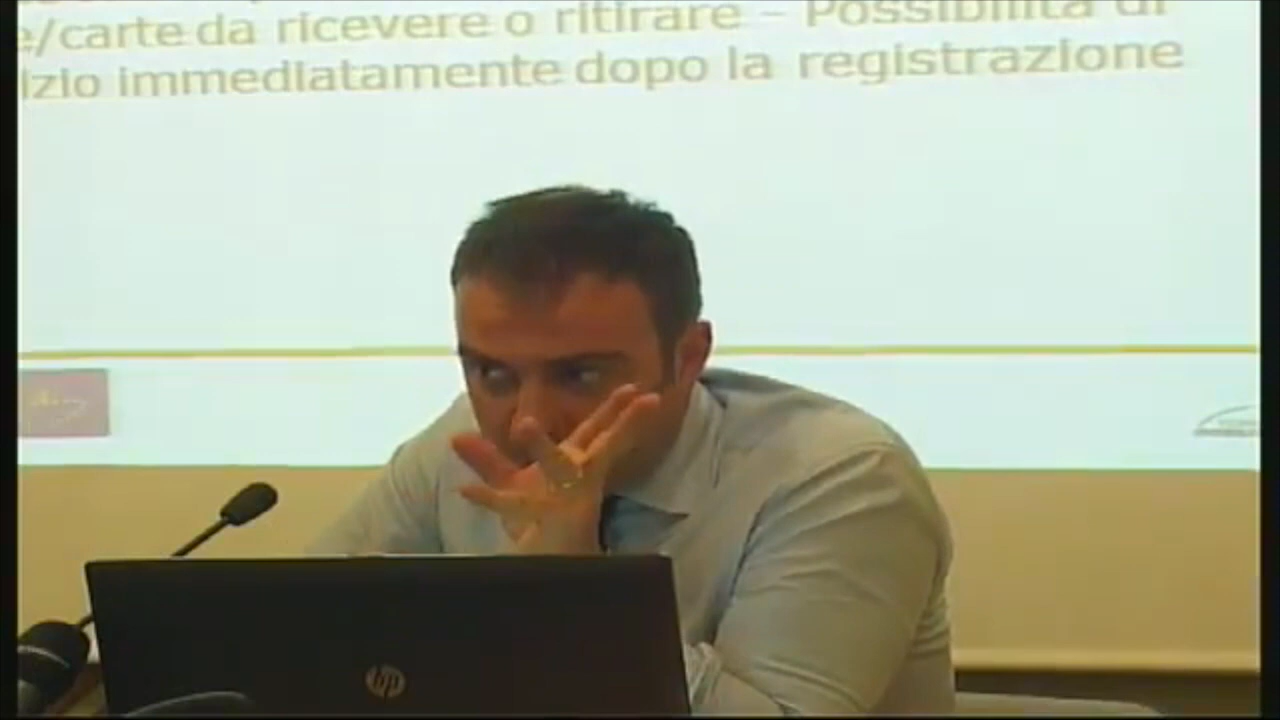 e/carte da ricevere o ritirare – Possibilità di
izio immediatamente dopo la registrazione
hp